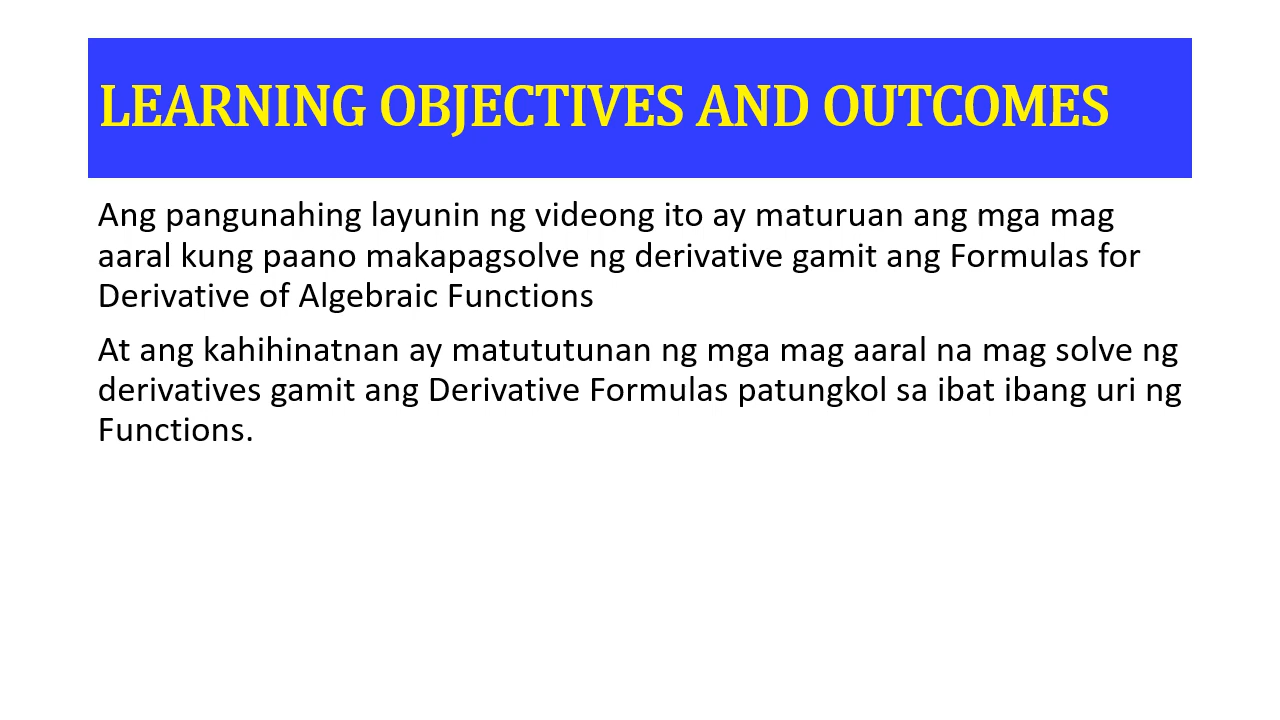 LEARNING OBJECTIVES AND OUTCOMES
Ang pangunahing layunin ng videong ito ay maturuan ang mga mag
aaral kung paano makapagsolve ng derivative gamit ang Formulas for
Derivative of Algebraic Functions
At ang kahihinatnan ay matututunan ng mga mag aaral na mag solve ng
derivatives gamit ang Derivative Formulas patungkol sa ibat ibang uri ng
Functions.